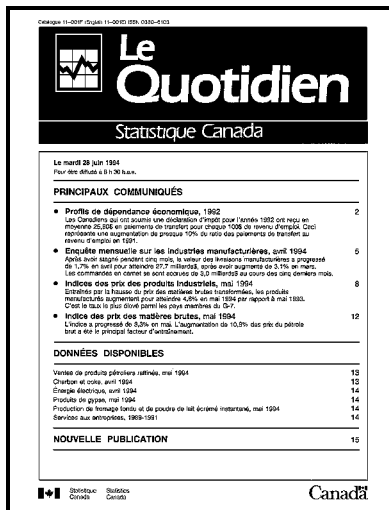 Catalogue 11-001F (English 11-001E) ISSN 0380-6103
Le
Quotidien
Statistique Canada
Le mardi 28 juin 1994
Pour être diffusé à 8 h 30 h.a.e.
PRINCIPAUX COMMUNIQUÉS
Profils de dépendance économique, 1992 2
Les Canadiens qui ont soumis une déclaration d'impôt pour l'année 1992 ont reçu en
moyenne 25,80$ en paiements de transfert pour chaque 100$ de revenu d'emploi. Ceci
représente une augmentation de presque 10% du ratio des paiements de transfert au
revenu d'emploi en 1991.
Enquête mensuelle sur les industries manufacturières, avril 1994 5
Après avoir stagné pendant cinq mois, la valeur des livraisons manufacturières a progressé
de 1,7% en avril pour atteindre 27,7 milliards$, après avoir augmenté de 3,1% en mars.
Les commandes en carnet se sont accrues de 3,0 milliards$ au cours des cinq derniers mois.
Indices des prix des produits industriels, mai 1994 8
Entraînés par la hausse du prix des matières brutes transformées, les produits
manufacturés augmentent pour atteindre 4,6% en mai 1994 par rapport à mai 1993.
C'est le taux le plus élevé parmi les pays membres du G-7.
Indice des prix des matières brutes, mai 1994 12
L'indice a progressé de 3,3% en mai. L'augmentation de 10,9% des prix du pétrole
brut a été le principal facteur d'entraînement.
DONNÉES DISPONIBLES
Ventes de produits pétroliers raffinés, mai 1994 13
Charbon et coke, avril 1994 13
Énergie électrique, avril 1994 14
Produits de gypse, mai 1994 14
Production de fromage fondu et de poudre de lait écrémé instantané, mai 1994 14
Services aux entreprises, 1989-1991 14
NOUVELLE PUBLICATION 15
Statistique Statistics
Canada Canada
Canada